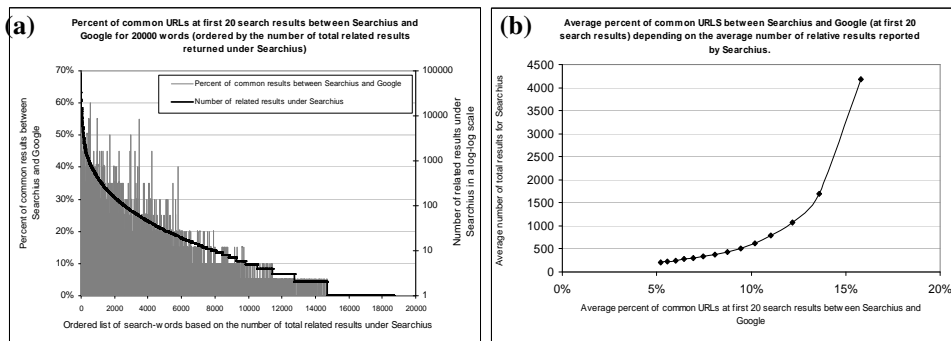 (a)
Percent of common URLs at first 20 search results between Searchius and
Google for 20000 words (ordered by the number of total related results
returned under Searchius)
70%
60%
50%
40%
30%
20%
10%
0%
Percent of common results between
Searchius and Google
Percent of common results between Searchius and Google
Number of related results under Searchius
100000
10000
1000
100
10
1
Number of related results under
Searchius in a log-log scale
0 2000 4000 6000 8000 10000 12000 14000 16000 18000 20000
Ordered list of search-words based on the number of total related results under Searchius
(b)
Average percent of common URLS between Searchius and Google (at first 20
search results) depending on the average number of relative results reported
by Searchius.
4500
4000
3500
3000
2500
2000
1500
1000
500
0
Average number of total results for Searchius
0% 5% 10% 15% 20%
Average percent of common URLs at first 20 search results between Searchius and
Google